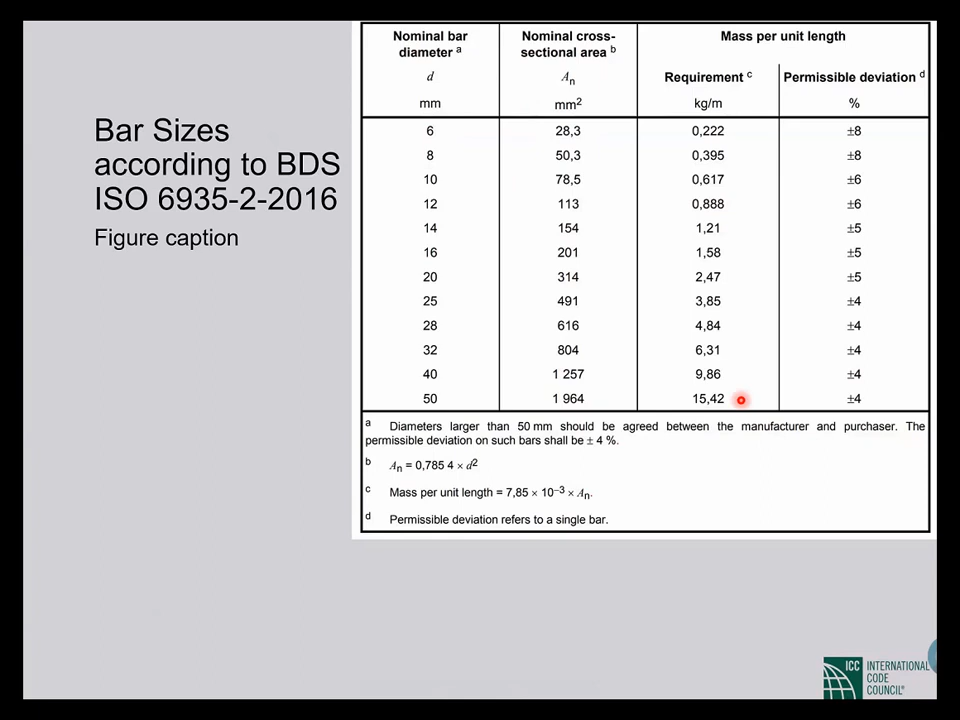 Bar Sizes
according to BDS
ISO 6935-2-2016
Figure caption
Nominal bar diameter a Nominal cross-sectional area b Mass per unit length
d An Requirement c Permissible deviation d
mm mm2 kg/m %
6 28,3 0,222 ±8
8 50,3 0,395 ±8
10 78,5 0,617 ±6
12 113 0,888 ±6
14 154 1,21 ±5
16 201 1,58 ±5
20 314 2,47 ±5
25 491 3,85 ±4
28 616 4,84 ±4
32 804 6,31 ±4
40 1 257 9,86 ±4
50 1 964 15,42 ±4
a Diameters larger than 50 mm should be agreed between the manufacturer and purchaser. The
permissible deviation on such bars shall be ± 4 %.
b An = 0,785 4 × d2
c Mass per unit length = 7,85 × 10−3 × An.
d Permissible deviation refers to a single bar.
ICC INTERNATIONAL
CODE
COUNCIL®